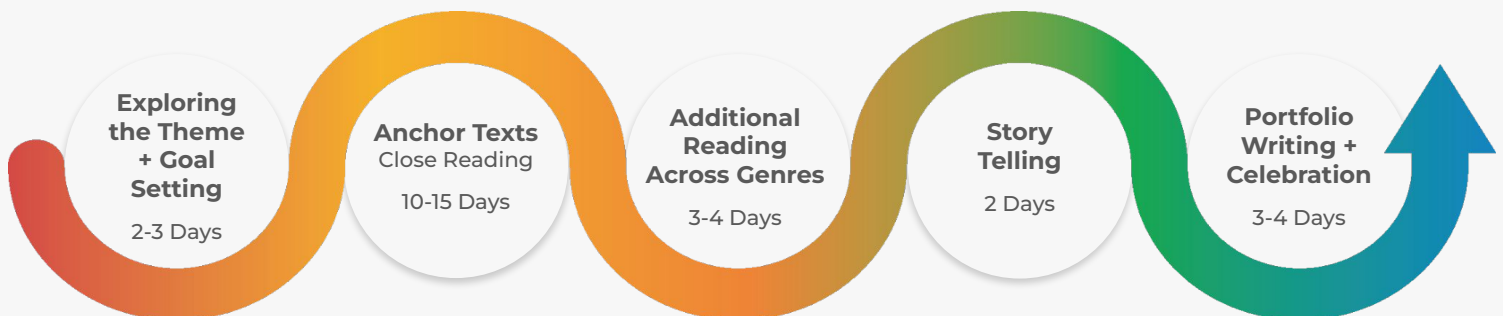 Exploring
the Theme
+ Goal
Setting
2-3 Days
Anchor Texts
Close Reading
10-15 Days
Additional
Reading
Across Genres
3-4 Days
Story
Telling
2 Days
Portfolio
Writing +
Celebration
3-4 Days